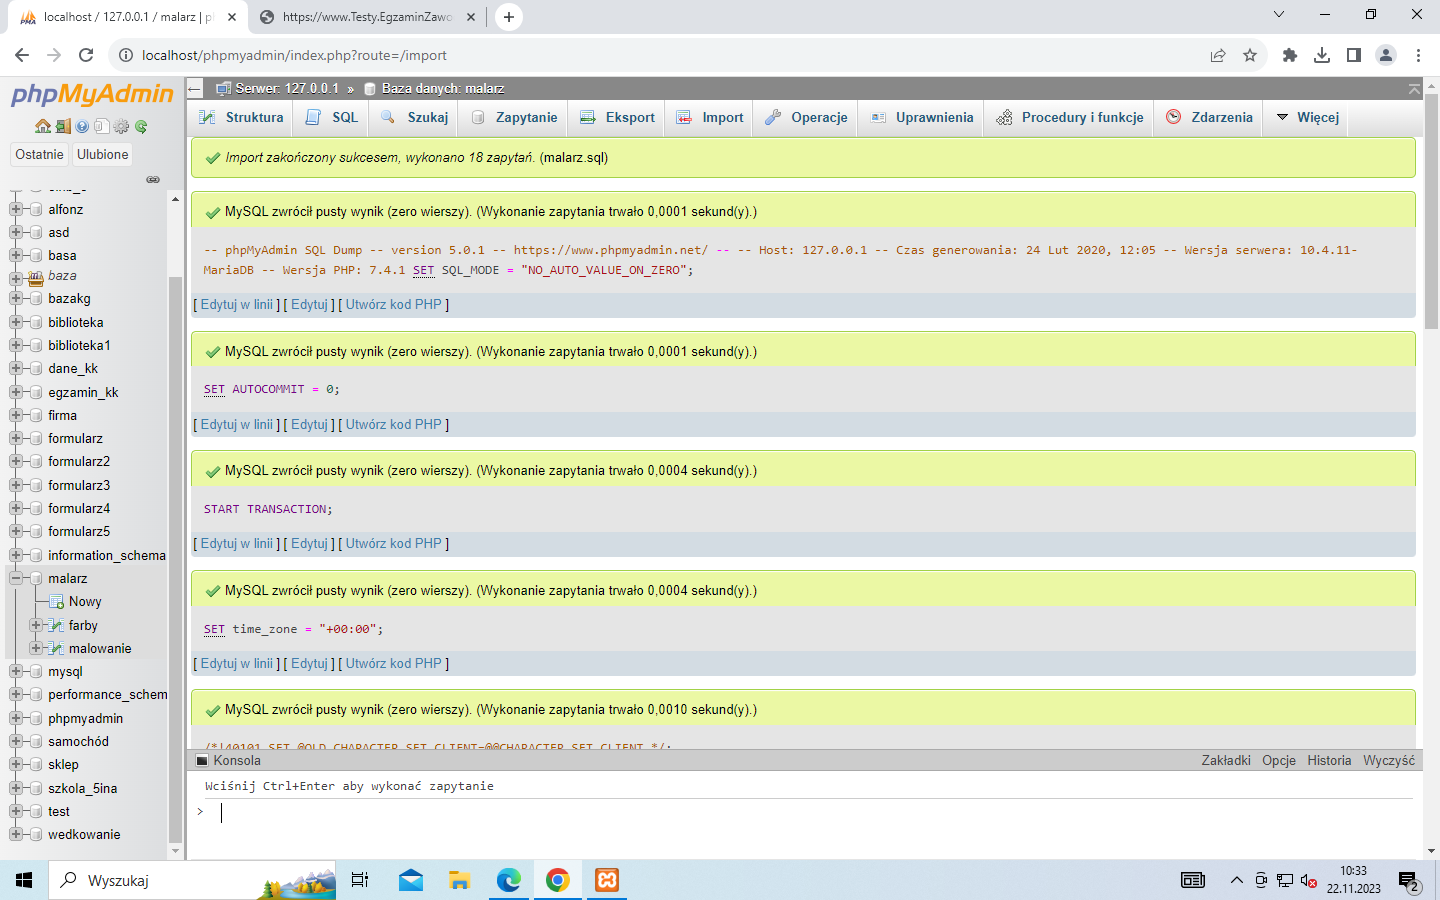 localhost / 127.0.0.1 / malarz | p
https://www.Testy.EgzaminZawo
localhost/phpmyadmin/index.php?route=/import
phpMyAdmin
Ostatnie
Ulubione
alfonz
asd
basa
baza
bazakg
biblioteka
biblioteka1
dane_kk
egzamin_kk
firma
formularz
formularz2
formularz3
formularz4
formularz5
information_schema
malarz
Nowy
farby
malowanie
mysql
performance_schem
phpmyadmin
samochód
sklep
szkola_5ina
test
wedkowanie
Serwer: 127.0.0.1 » Baza danych: malarz
Struktura SQL Szukaj Zapytanie Eksport Import Operacje Uprawnienia Procedury i funkcje Zdarzenia Więcej
Import zakończony sukcesem, wykonano 18 zapytań. (malarz.sql)
MySQL zwrócił pusty wynik (zero wierszy). (Wykonanie zapytania trwało 0,0001 sekund(y).)
-- phpMyAdmin SQL Dump -- version 5.0.1 -- https://www.phpmyadmin.net/ -- -- Host: 127.0.0.1 -- Czas generowania: 24 Lut 2020, 12:05 -- Wersja serwera: 10.4.11-
MariaDB -- Wersja PHP: 7.4.1 SET SQL_MODE = "NO_AUTO_VALUE_ON_ZERO";
[ Edytuj w linii ] [ Edytuj ] [ Utwórz kod PHP ]
MySQL zwrócił pusty wynik (zero wierszy). (Wykonanie zapytania trwało 0,0001 sekund(y).)
SET AUTOCOMMIT = 0;
[ Edytuj w linii ] [ Edytuj ] [ Utwórz kod PHP ]
MySQL zwrócił pusty wynik (zero wierszy). (Wykonanie zapytania trwało 0,0004 sekund(y).)
START TRANSACTION;
[ Edytuj w linii ] [ Edytuj ] [ Utwórz kod PHP ]
MySQL zwrócił pusty wynik (zero wierszy). (Wykonanie zapytania trwało 0,0004 sekund(y).)
SET time_zone = "+00:00";
[ Edytuj w linii ] [ Edytuj ] [ Utwórz kod PHP ]
MySQL zwrócił pusty wynik (zero wierszy). (Wykonanie zapytania trwało 0,0010 sekund(y).)
/*!40101 SET @OLD_CHARACTER_SET_CLIENT=@@CHARACTER_SET_CLIENT */;
Konsola
Zakładki Opcje Historia Wyczyść
Wciśnij Ctrl+Enter aby wykonać zapytanie
>
Wyszukaj
10:33
22.11.2023
2